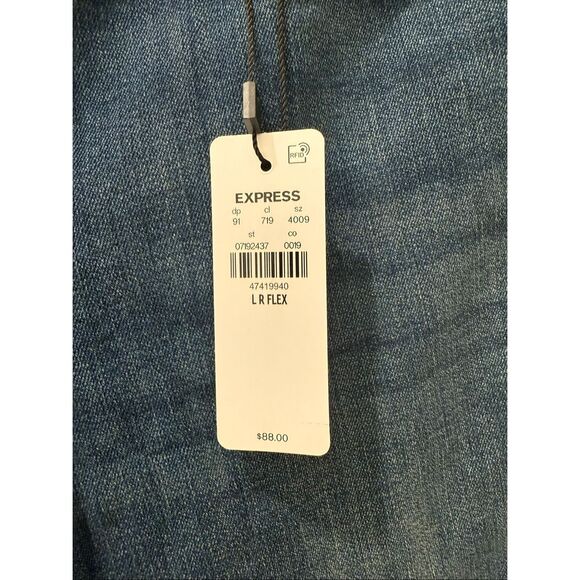 RFID
EXPRESS
dp cl sz
91 719 4009
st co
07192437 0019
47419940
L R FLEX
$88.00